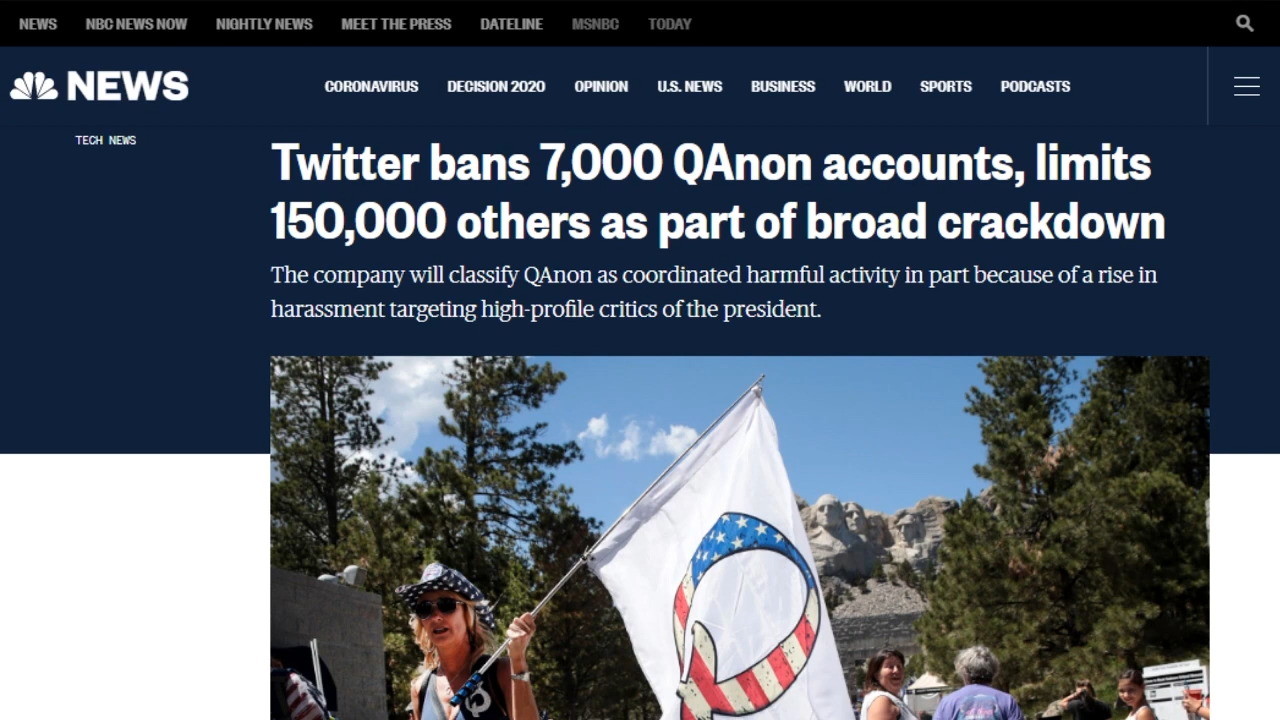 NEWS NBC NEWS NOW NIGHTLY NEWS MEET THE PRESS DATELINE MSNBC TODAY
NEWS CORONAVIRUS DECISION 2020 OPINION U.S. NEWS BUSINESS WORLD SPORTS PODCASTS
TECH NEWS
Twitter bans 7,000 QAnon accounts, limits
150,000 others as part of broad crackdown
The company will classify QAnon as coordinated harmful activity in part because of a rise in
harassment targeting high-profile critics of the president.
Q
Q